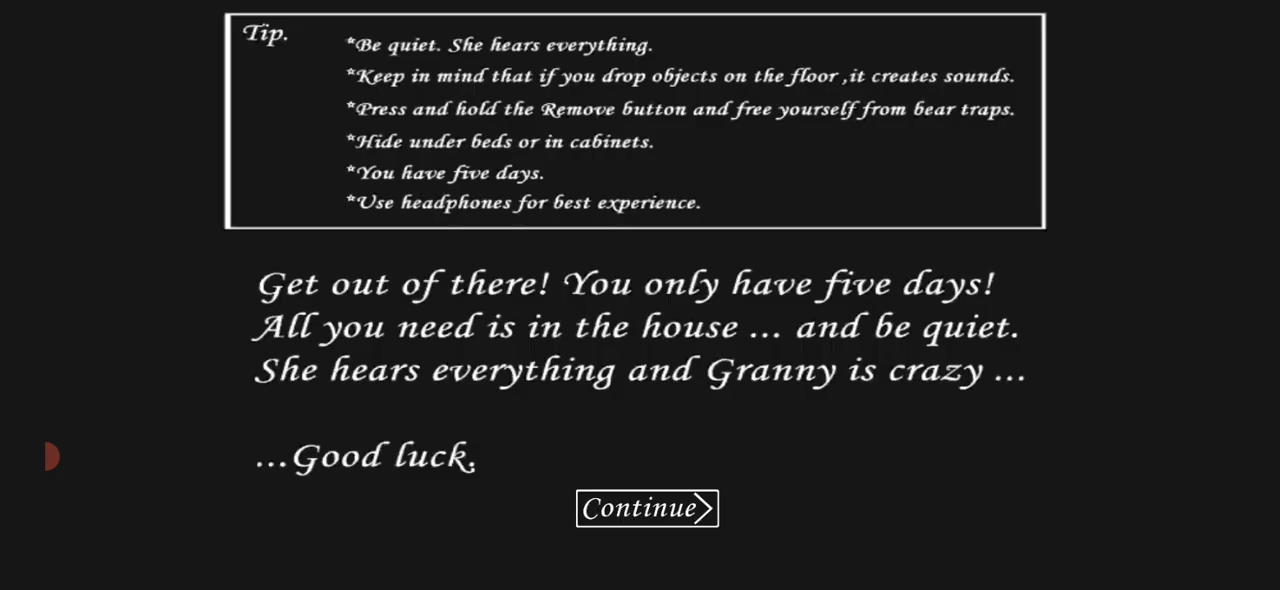 Tip.
*Be quiet. She hears everything.
*Keep in mind that if you drop objects on the floor ,it creates sounds.
*Press and hold the Remove button and free yourself from bear traps.
*Hide under beds or in cabinets.
*You have five days.
*Use headphones for best experience.
Get out of there! You only have five days!
All you need is in the house ... and be quiet.
She hears everything and Granny is crazy ...
...Good luck.
Continue>